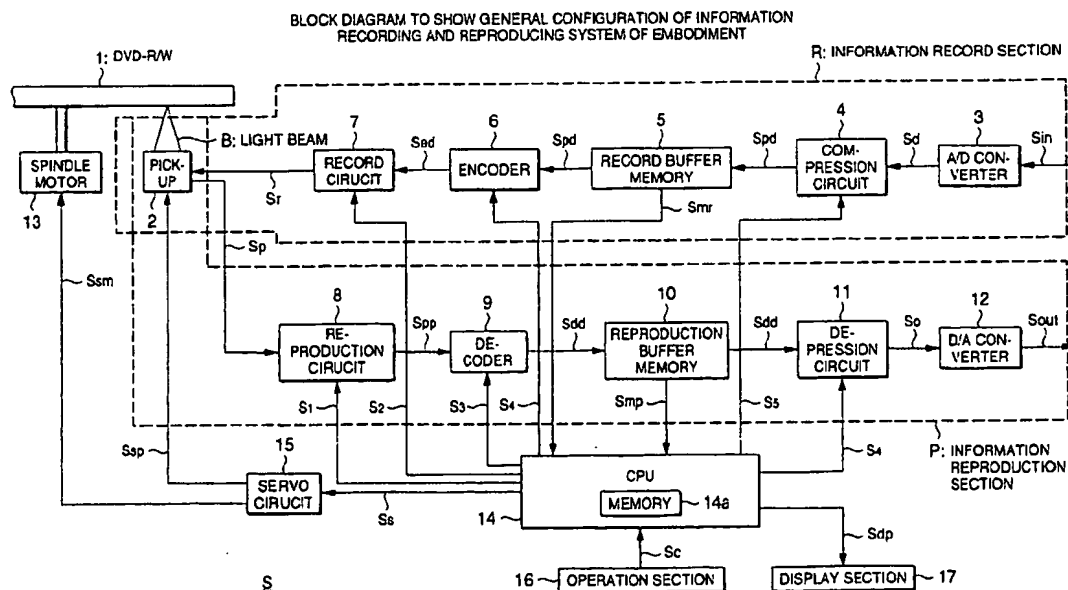 BLOCK DIAGRAM TO SHOW GENERAL CONFIGURATION OF INFORMATION
RECORDING AND REPRODUCING SYSTEM OF EMBODIMENT
1: DVD-R/W
R: INFORMATION RECORD SECTION
B: LIGHT BEAM
7
6
5
4
3
SPINDLE
MOTOR
13
PICK-
UP
2
Sr
RECORD
CIRUCIT
Sed
ENCODER
Spd
RECORD BUFFER
MEMORY
Spd
COM-
PRESSION
CIRCUIT
Sd
A/D CON-
VERTER
Sin
Smr
Sp
Ssm
8
9
10
11
12
RE-
PRODUCTION
CIRUCIT
Spp
DE-
CODER
Sdd
REPRODUCTION
BUFFER
MEMORY
Sdd
DE-
PRESSION
CIRCUIT
So
D/A CON-
VERTER
Sout
S1
S2
S3
S4
Smp
S5
S4
P: INFORMATION
REPRODUCTION
SECTION
Ssp
15
SERVO
CIRUCIT
Ss
14
CPU
MEMORY
14a
Sc
Sdp
S
16
OPERATION SECTION
DISPLAY SECTION
17